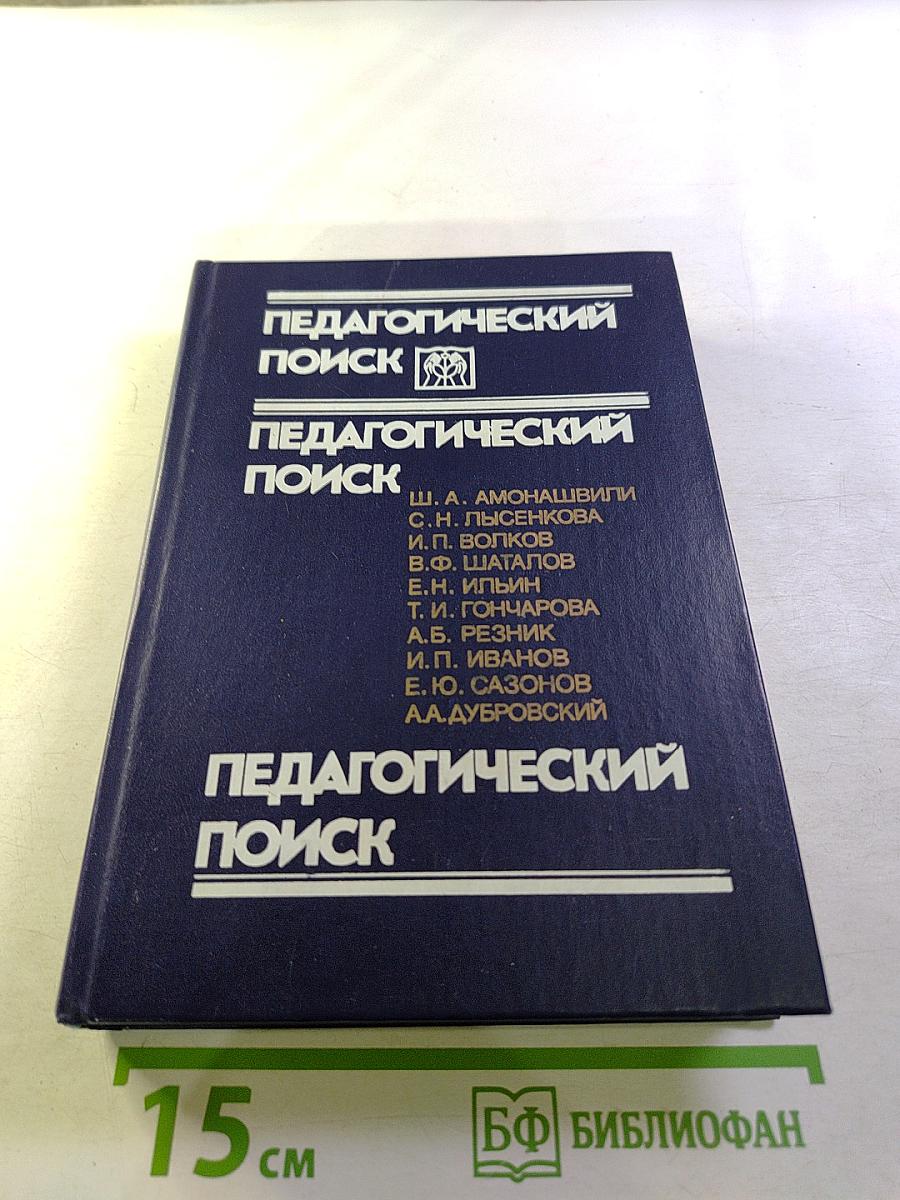 ПЕДАГОГИЧЕСКИЙ
ПОИСК
ПЕДАГОГИЧЕСКИЙ
ПОИСК
Ш. А. АМОНАШВИЛИ
С. Н. ЛЫСЕНКОВА
И. П. ВОЛКОВ
В.Ф. ШАТАЛОВ
Е.Н. ИЛЬИН
Т. И. ГОНЧАРОВА
А.Б. РЕЗНИК
И. П. ИВАНОВ
Е. Ю. САЗОНОВ
А.А.ДУБРОВСКИЙ
ПЕДАГОГИЧЕСКИЙ
ПОИСК
15 см
БФ БИБЛИОФАН